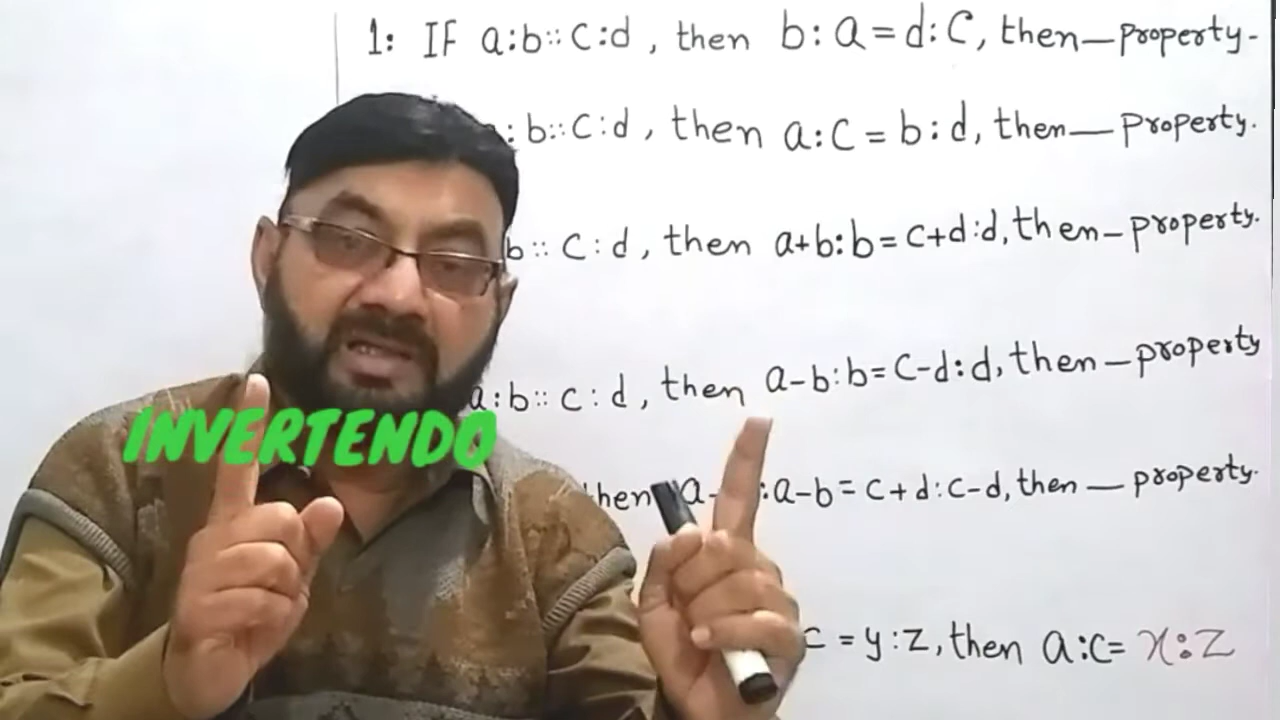 1: IF a:b::c:d, then b:a=d:c, then—property-
: b::c:d, then a:c=b:d, then—property.
b::c:d, then a+b:b=c+d:d, then-property.
a:b::c:d, then a-b:b=c-d:d, then-property
INVERTENDO
then a- :a-b=c+d:c-d, then—property.
c=y:z, then a:c=x:z